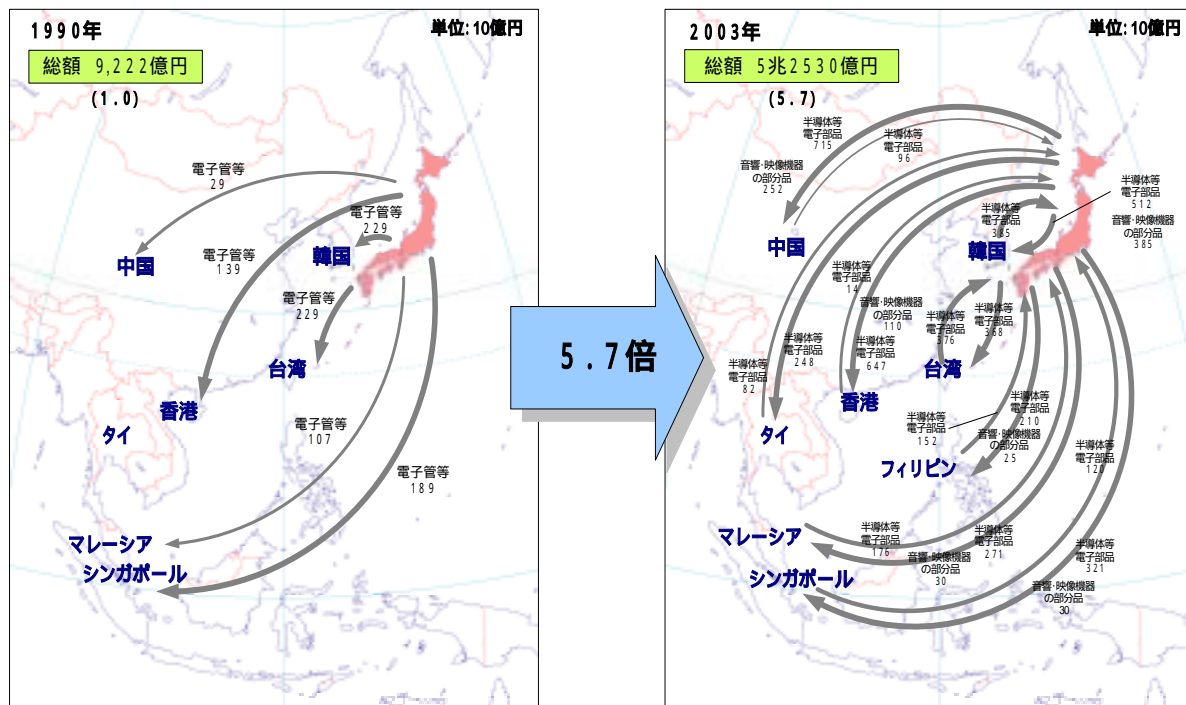 1990年
単位:10億円
総額 9,222億円
(1.0)
電子管等
29
電子管等
229
韓国
中国
電子管等
139
電子管等
229
台湾
香港
タイ
電子管等
107
電子管等
189
マレーシア
シンガポール
5.7倍
2003年
単位:10億円
総額 5兆2530億円
(5.7)
半導体等
電子部品
715
半導体等
電子部品
96
音響・映像機器
の部分品
252
半導体等
電子部品
512
音響・映像機器
の部分品
385
半導体等
電子部品
385
中国
韓国
半導体等
電子部品
14
音響・映像機器
の部分品
110
半導体等
電子部品
376
半導体等
電子部品
368
半導体等
電子部品
82
半導体等
電子部品
248
半導体等
電子部品
647
台湾
香港
タイ
半導体等
電子部品
152
半導体等
電子部品
210
音響・映像機器
の部分品
25
半導体等
電子部品
120
フィリピン
マレーシア
半導体等
電子部品
176
音響・映像機器
の部分品
30
半導体等
電子部品
271
半導体等
電子部品
321
シンガポール
音響・映像機器
の部分品
30